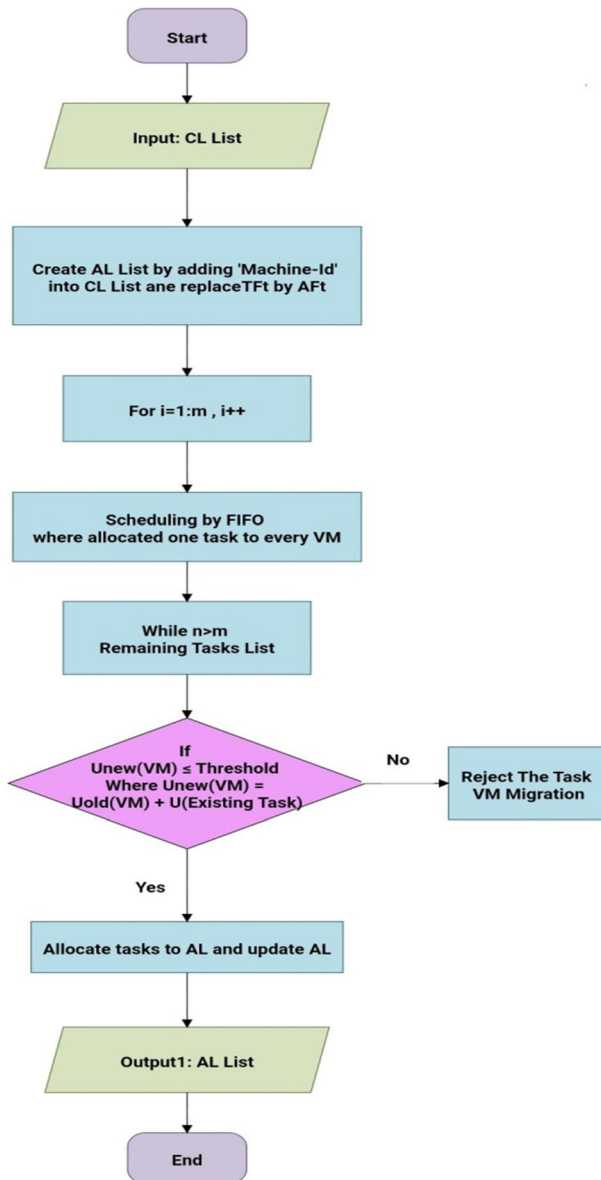 Start
Input: CL List
Create AL List by adding 'Machine-Id'
into CL List ane replaceTFt by AFt
For i=1:m , i++
Scheduling by FIFO
where allocated one task to every VM
While n>m
Remaining Tasks List
If
Unew(VM) ≤ Threshold
Where Unew(VM) =
Uold(VM) + U(Existing Task)
No
Reject The Task
VM Migration
Yes
Allocate tasks to AL and update AL
Output1: AL List
End